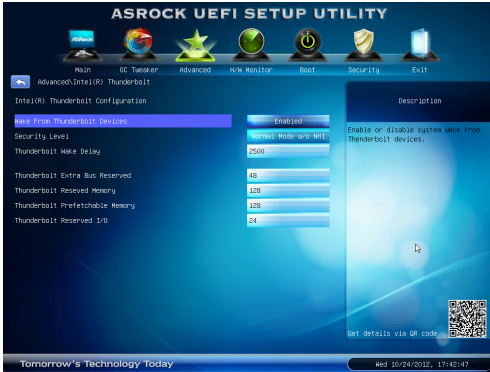 ASROCK UEFI SETUP UTILITY
ASRock
Main
OC Tweaker
Advanced
H/W Monitor
Boot
Security
Exit
Advanced\Intel(R) Thunderbolt
Intel(R) Thunderbolt Configuration
Wake From Thunderbolt Devices Enabled
Security Level Normal Mode w/o NHI
Thunderbolt Wake Delay 2500
Thunderbolt Extra Bus Reserved 48
Thunderbolt Reseved Memory 128
Thunderbolt Prefetchable Memory 128
Thunderbolt Reserved I/O 24
Description
Enable or disable system wake from
Thenderbolt devices.
Get details via QR code
Tomorrow's Technology Today
Wed 10/24/2012, 17:42:47